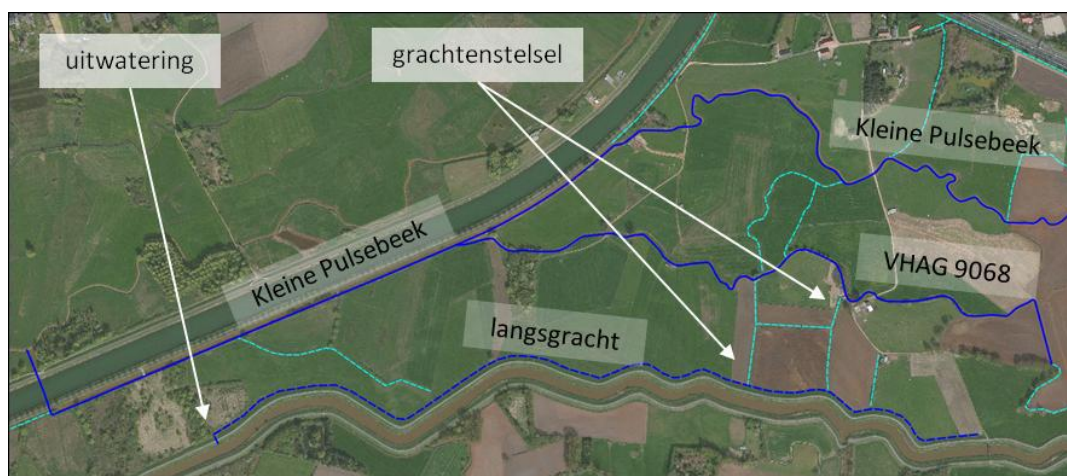 uitwatering
grachtenstelsel
Kleine Pulsebeek
Kleine Pulsebeek
VHAG 9068
langsgracht